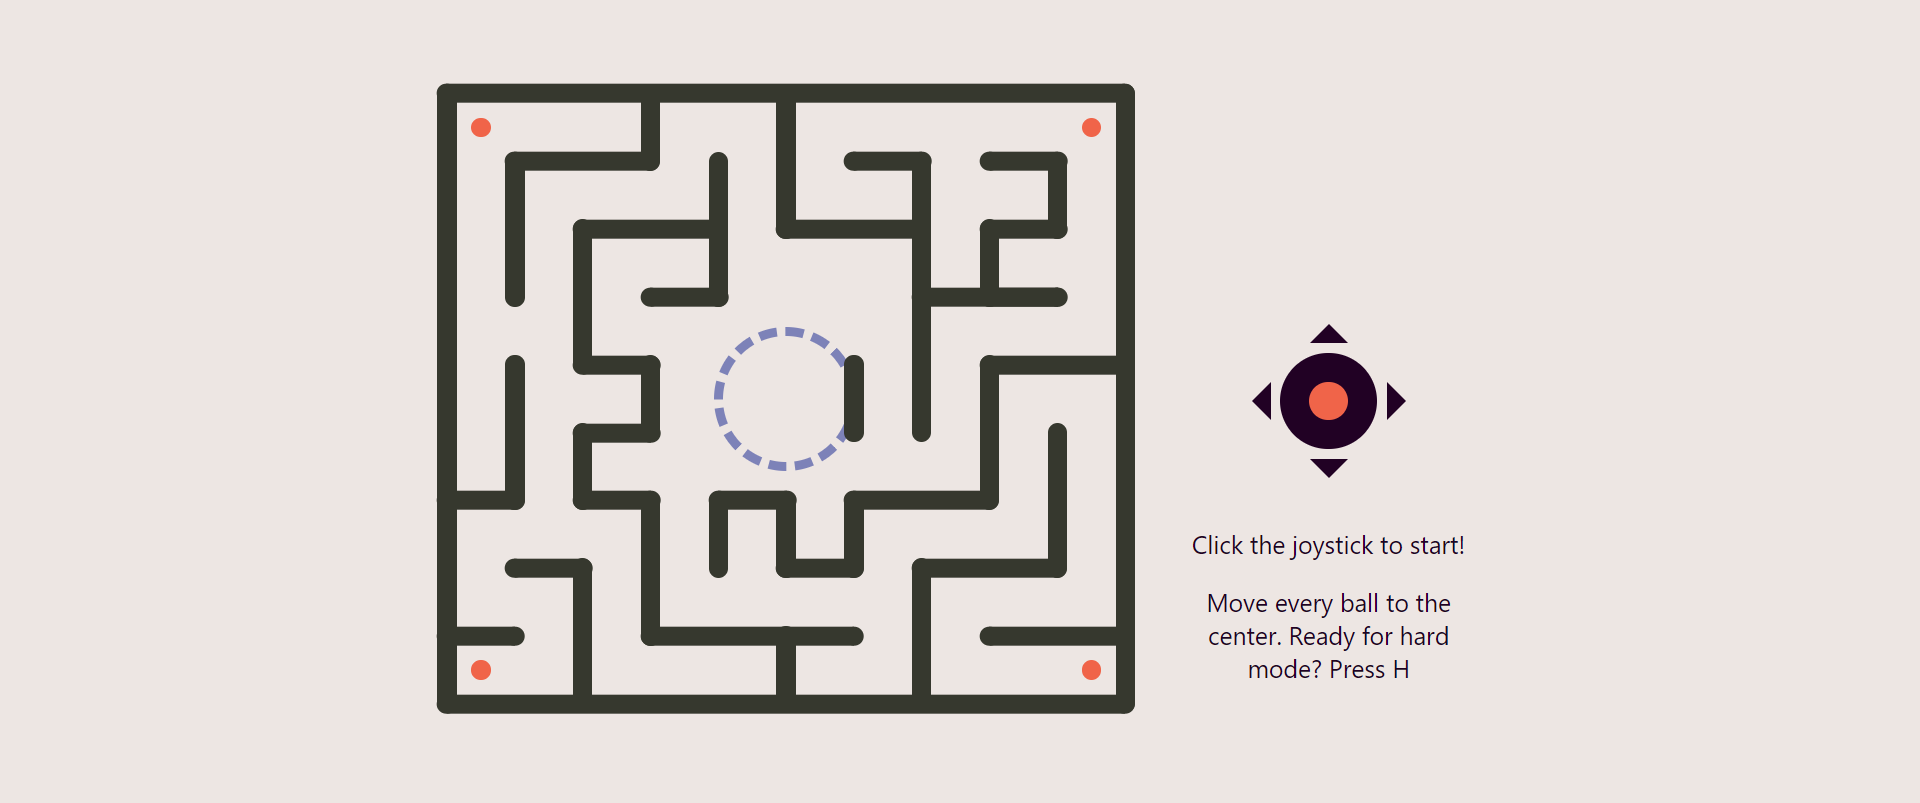 Click the joystick to start!
Move every ball to the
center. Ready for hard
mode? Press H